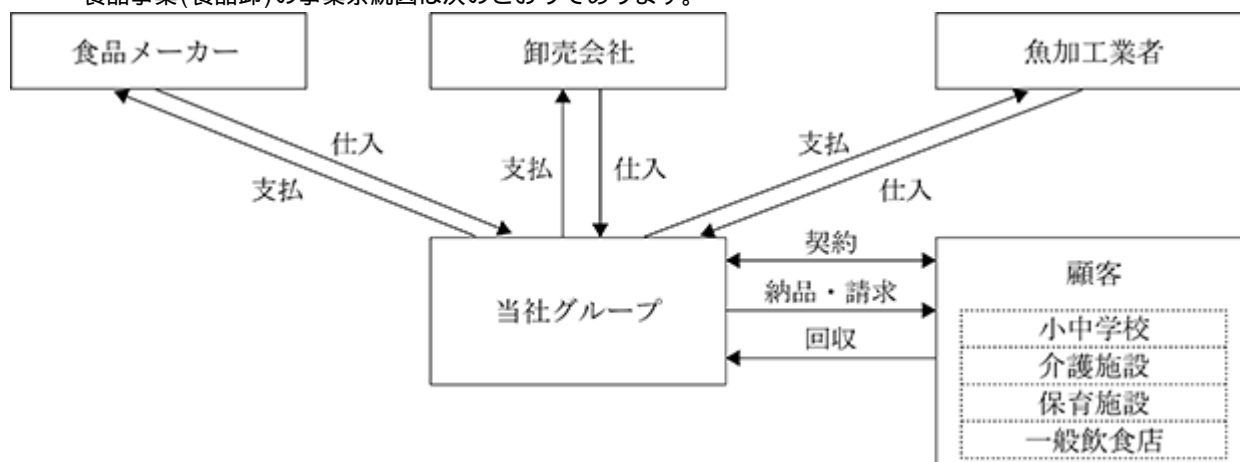 食品事業(食品卸)の事業系統図は次のとおりであります。
食品メーカー
卸売会社
魚加工業者
仕入
支払
支払
仕入
支払
仕入
当社グループ
契約
納品・請求
回収
顧客
小中学校
介護施設
保育施設
一般飲食店